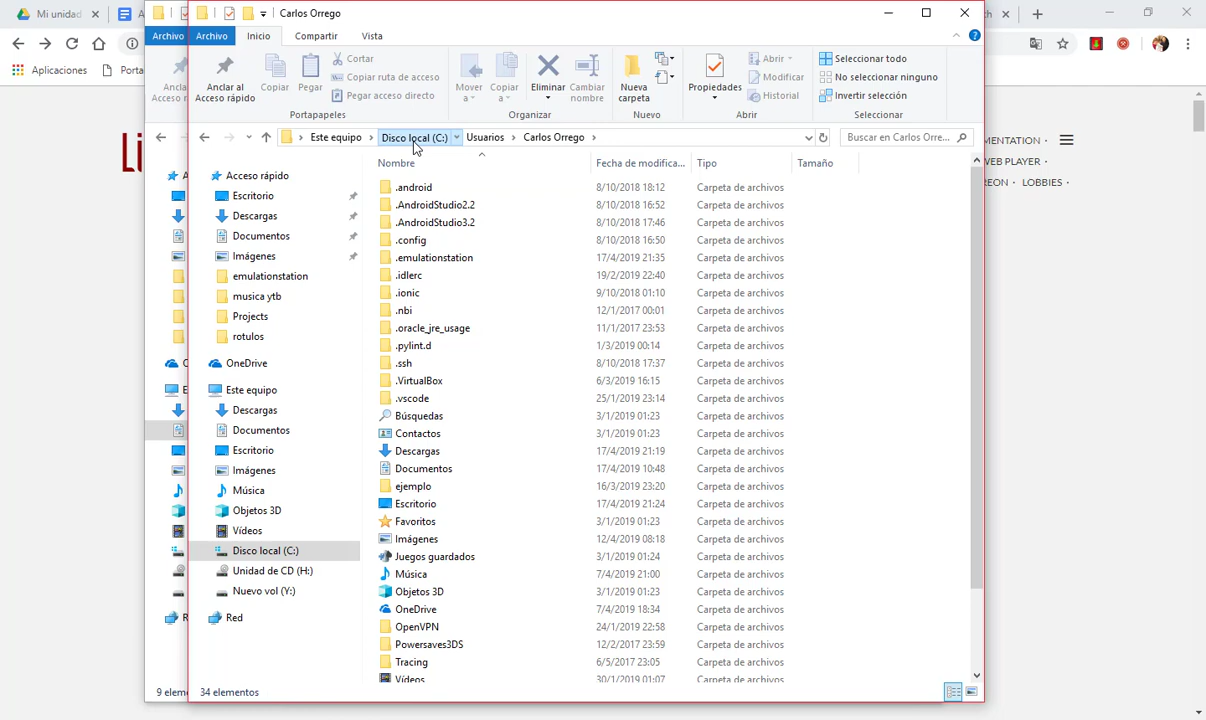 Mi unidad
A
Carlos Orrego
ch
Archivo
Archivo
Inicio
Compartir
Vista
Aplicaciones
Porta
Ancla
Acceso r
Anclar al
Acceso rápido
Copiar
Pegar
Cortar
Copiar ruta de acceso
Pegar acceso directo
Mover
a
Copiar
a
Eliminar
Cambiar
nombre
Nueva
carpeta
Propiedades
Abrir
Modificar
Historial
Seleccionar todo
No seleccionar ninguno
Invertir selección
Portapapeles
Organizar
Nuevo
Abrir
Seleccionar
Este equipo
Disco local (C:)
Usuarios
Carlos Orrego
Buscar en Carlos Orre...
Li
MENTATION ·
WEB PLAYER ·
REON · LOBBIES ·
Nombre
Fecha de modifica...
Tipo
Tamaño
Acceso rápido
Escritorio
Descargas
Documentos
Imágenes
emulationstation
musica ytb
Projects
rotulos
OneDrive
Este equipo
Descargas
Documentos
Escritorio
Imágenes
Música
Objetos 3D
Vídeos
Disco local (C:)
Unidad de CD (H:)
Nuevo vol (Y:)
Red
.android 8/10/2018 18:12 Carpeta de archivos
.AndroidStudio2.2 8/10/2018 16:52 Carpeta de archivos
.AndroidStudio3.2 8/10/2018 17:46 Carpeta de archivos
.config 8/10/2018 16:50 Carpeta de archivos
.emulationstation 17/4/2019 21:35 Carpeta de archivos
.idlerc 19/2/2019 22:40 Carpeta de archivos
.ionic 9/10/2018 01:10 Carpeta de archivos
.nbi 12/1/2017 00:01 Carpeta de archivos
.oracle_jre_usage 11/1/2017 23:53 Carpeta de archivos
.pylint.d 1/3/2019 00:14 Carpeta de archivos
.ssh 8/10/2018 17:37 Carpeta de archivos
.VirtualBox 6/3/2019 16:15 Carpeta de archivos
.vscode 25/1/2019 23:14 Carpeta de archivos
Búsquedas 3/1/2019 01:23 Carpeta de archivos
Contactos 3/1/2019 01:23 Carpeta de archivos
Descargas 17/4/2019 21:19 Carpeta de archivos
Documentos 17/4/2019 10:48 Carpeta de archivos
ejemplo 16/3/2019 23:20 Carpeta de archivos
Escritorio 17/4/2019 21:24 Carpeta de archivos
Favoritos 3/1/2019 01:23 Carpeta de archivos
Imágenes 12/4/2019 08:18 Carpeta de archivos
Juegos guardados 3/1/2019 01:24 Carpeta de archivos
Música 7/4/2019 21:00 Carpeta de archivos
Objetos 3D 3/1/2019 01:23 Carpeta de archivos
OneDrive 7/4/2019 18:34 Carpeta de archivos
OpenVPN 24/1/2019 22:58 Carpeta de archivos
Powersaves3DS 12/2/2017 23:59 Carpeta de archivos
Tracing 6/5/2017 23:05 Carpeta de archivos
Vídeos 30/1/2019 01:07 Carpeta de archivos
9 eleme
34 elementos